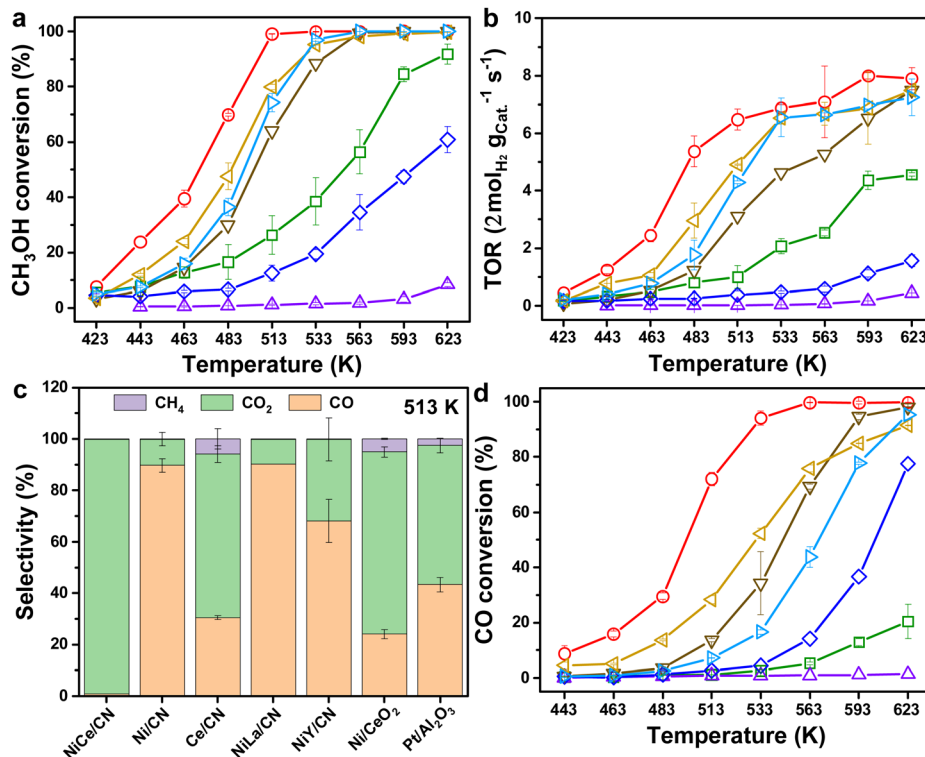 a
CH₃OH conversion (%)
100
80
60
40
20
0
423 443 463 483 513 533 563 593 623
Temperature (K)
b
TOR (2mol_H₂ g_Cat.⁻¹ s⁻¹)
10
8
6
4
2
0
423 443 463 483 513 533 563 593 623
Temperature (K)
c
Selectivity (%)
120
100
80
60
40
20
0
CH₄ CO₂ CO 513 K
NiCe/CN Ni/CN Ce/CN NiLa/CN NiY/CN Ni/CeO₂ Pt/Al₂O₃
d
CO conversion (%)
100
80
60
40
20
0
443 463 483 513 533 563 593 623
Temperature (K)